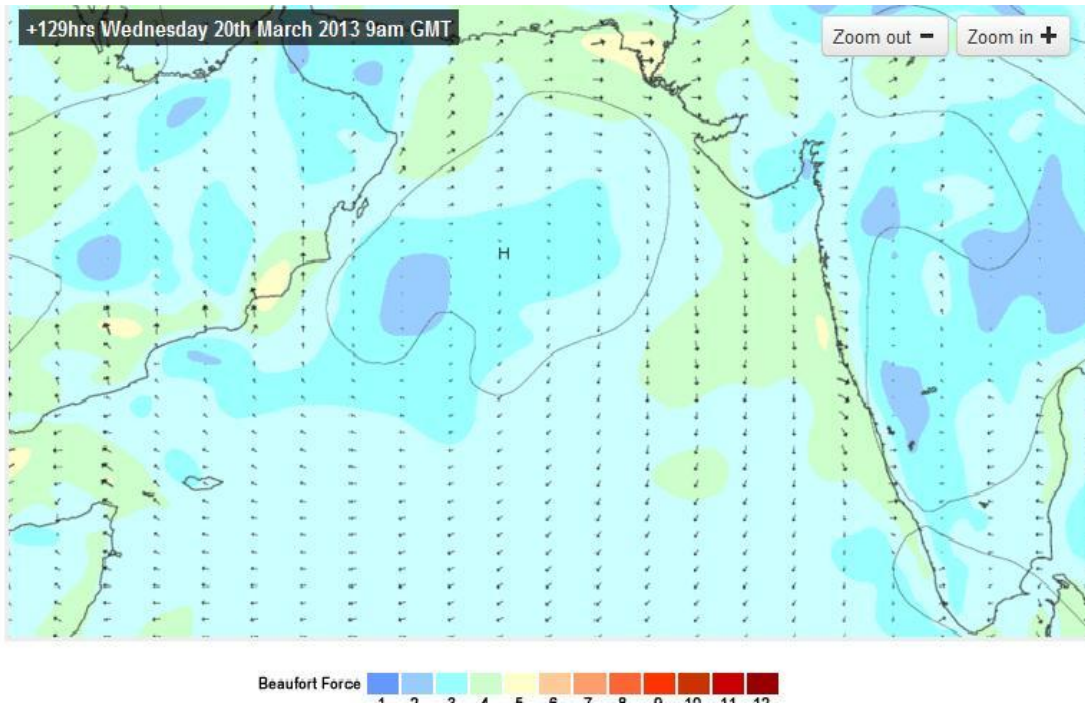 +129hrs Wednesday 20th March 2013 9am GMT
Zoom out −
Zoom in +
H
Beaufort Force
1 2 3 4 5 6 7 8 9 10 11 12